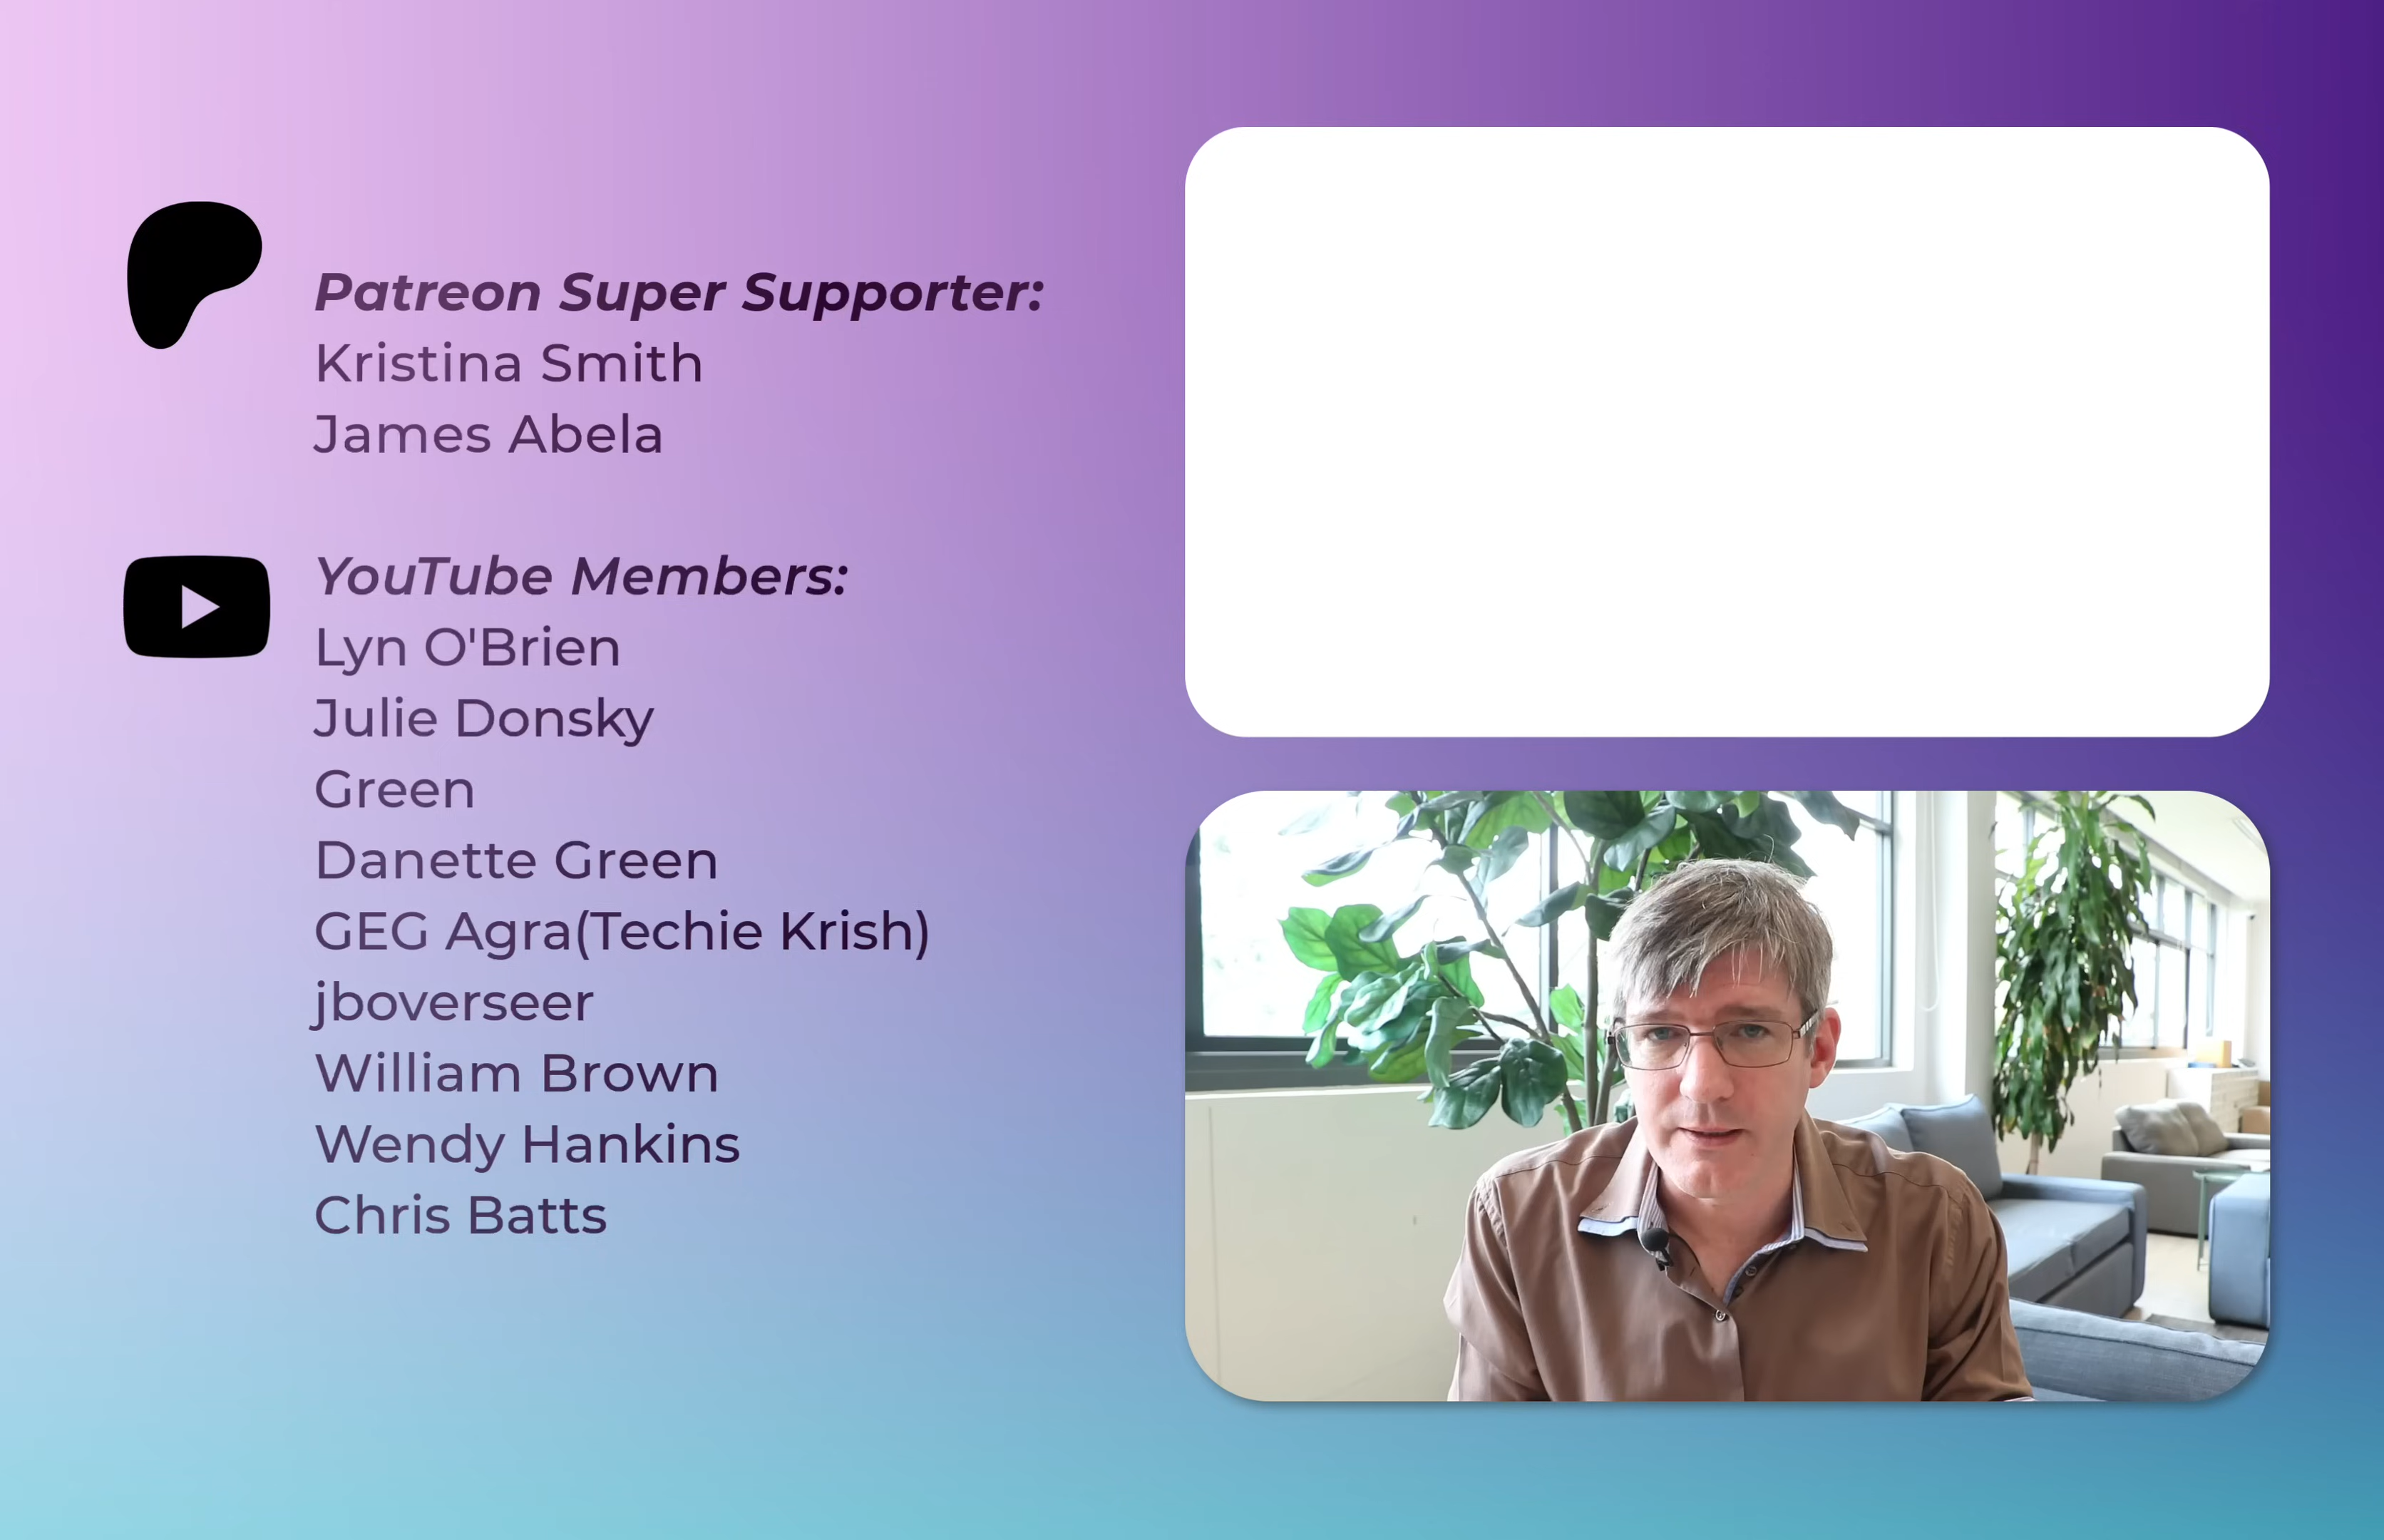 Patreon Super Supporter:
Kristina Smith
James Abela
YouTube Members:
Lyn O'Brien
Julie Donsky
Green
Danette Green
GEG Agra(Techie Krish)
jboverseer
William Brown
Wendy Hankins
Chris Batts